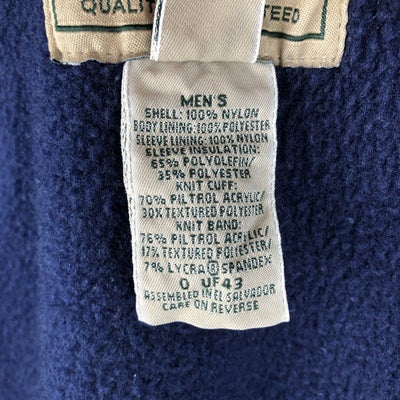 QUALITY
TEED
MEN'S
SHELL: 100% NYLON
BODY LINING: 100% POLYESTER
SLEEVE LINING: 100% NYLON
SLEEVE INSULATION:
65% POLYOLEFIN/
35% POLYESTER
KNIT CUFF:
70% PILTROL ACRYLIC/
30% TEXTURED POLYESTER
KNIT BAND:
76% PILTROL ACRYLIC/
17% TEXTURED POLYESTER/
7% LYCRA® SPANDEX
O UF43
ASSEMBLED IN EL SALVADOR
CARE ON REVERSE